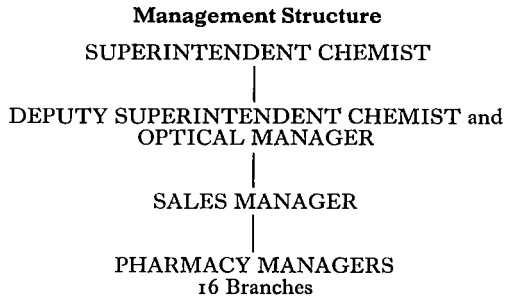 Management Structure
SUPERINTENDENT CHEMIST
DEPUTY SUPERINTENDENT CHEMIST and
OPTICAL MANAGER
SALES MANAGER
PHARMACY MANAGERS
16 Branches